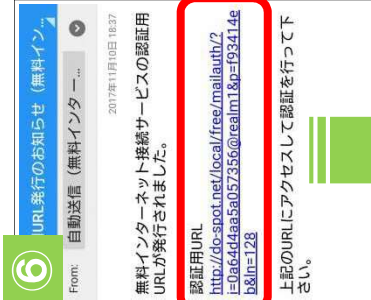 ⑥
URL発行のお知らせ（無料イン...
From: 自動送信（無料インター...
2017年11月10日 18:37
無料インターネット接続サービスの認証用
URLが発行されました。
認証用URL
http://do-spot.net/local/free/mailauth/?
i=0a64d4aa5a057356@realm1&p=f93414e
b&ln=128
上記のURLにアクセスして認証を行って下
さい。